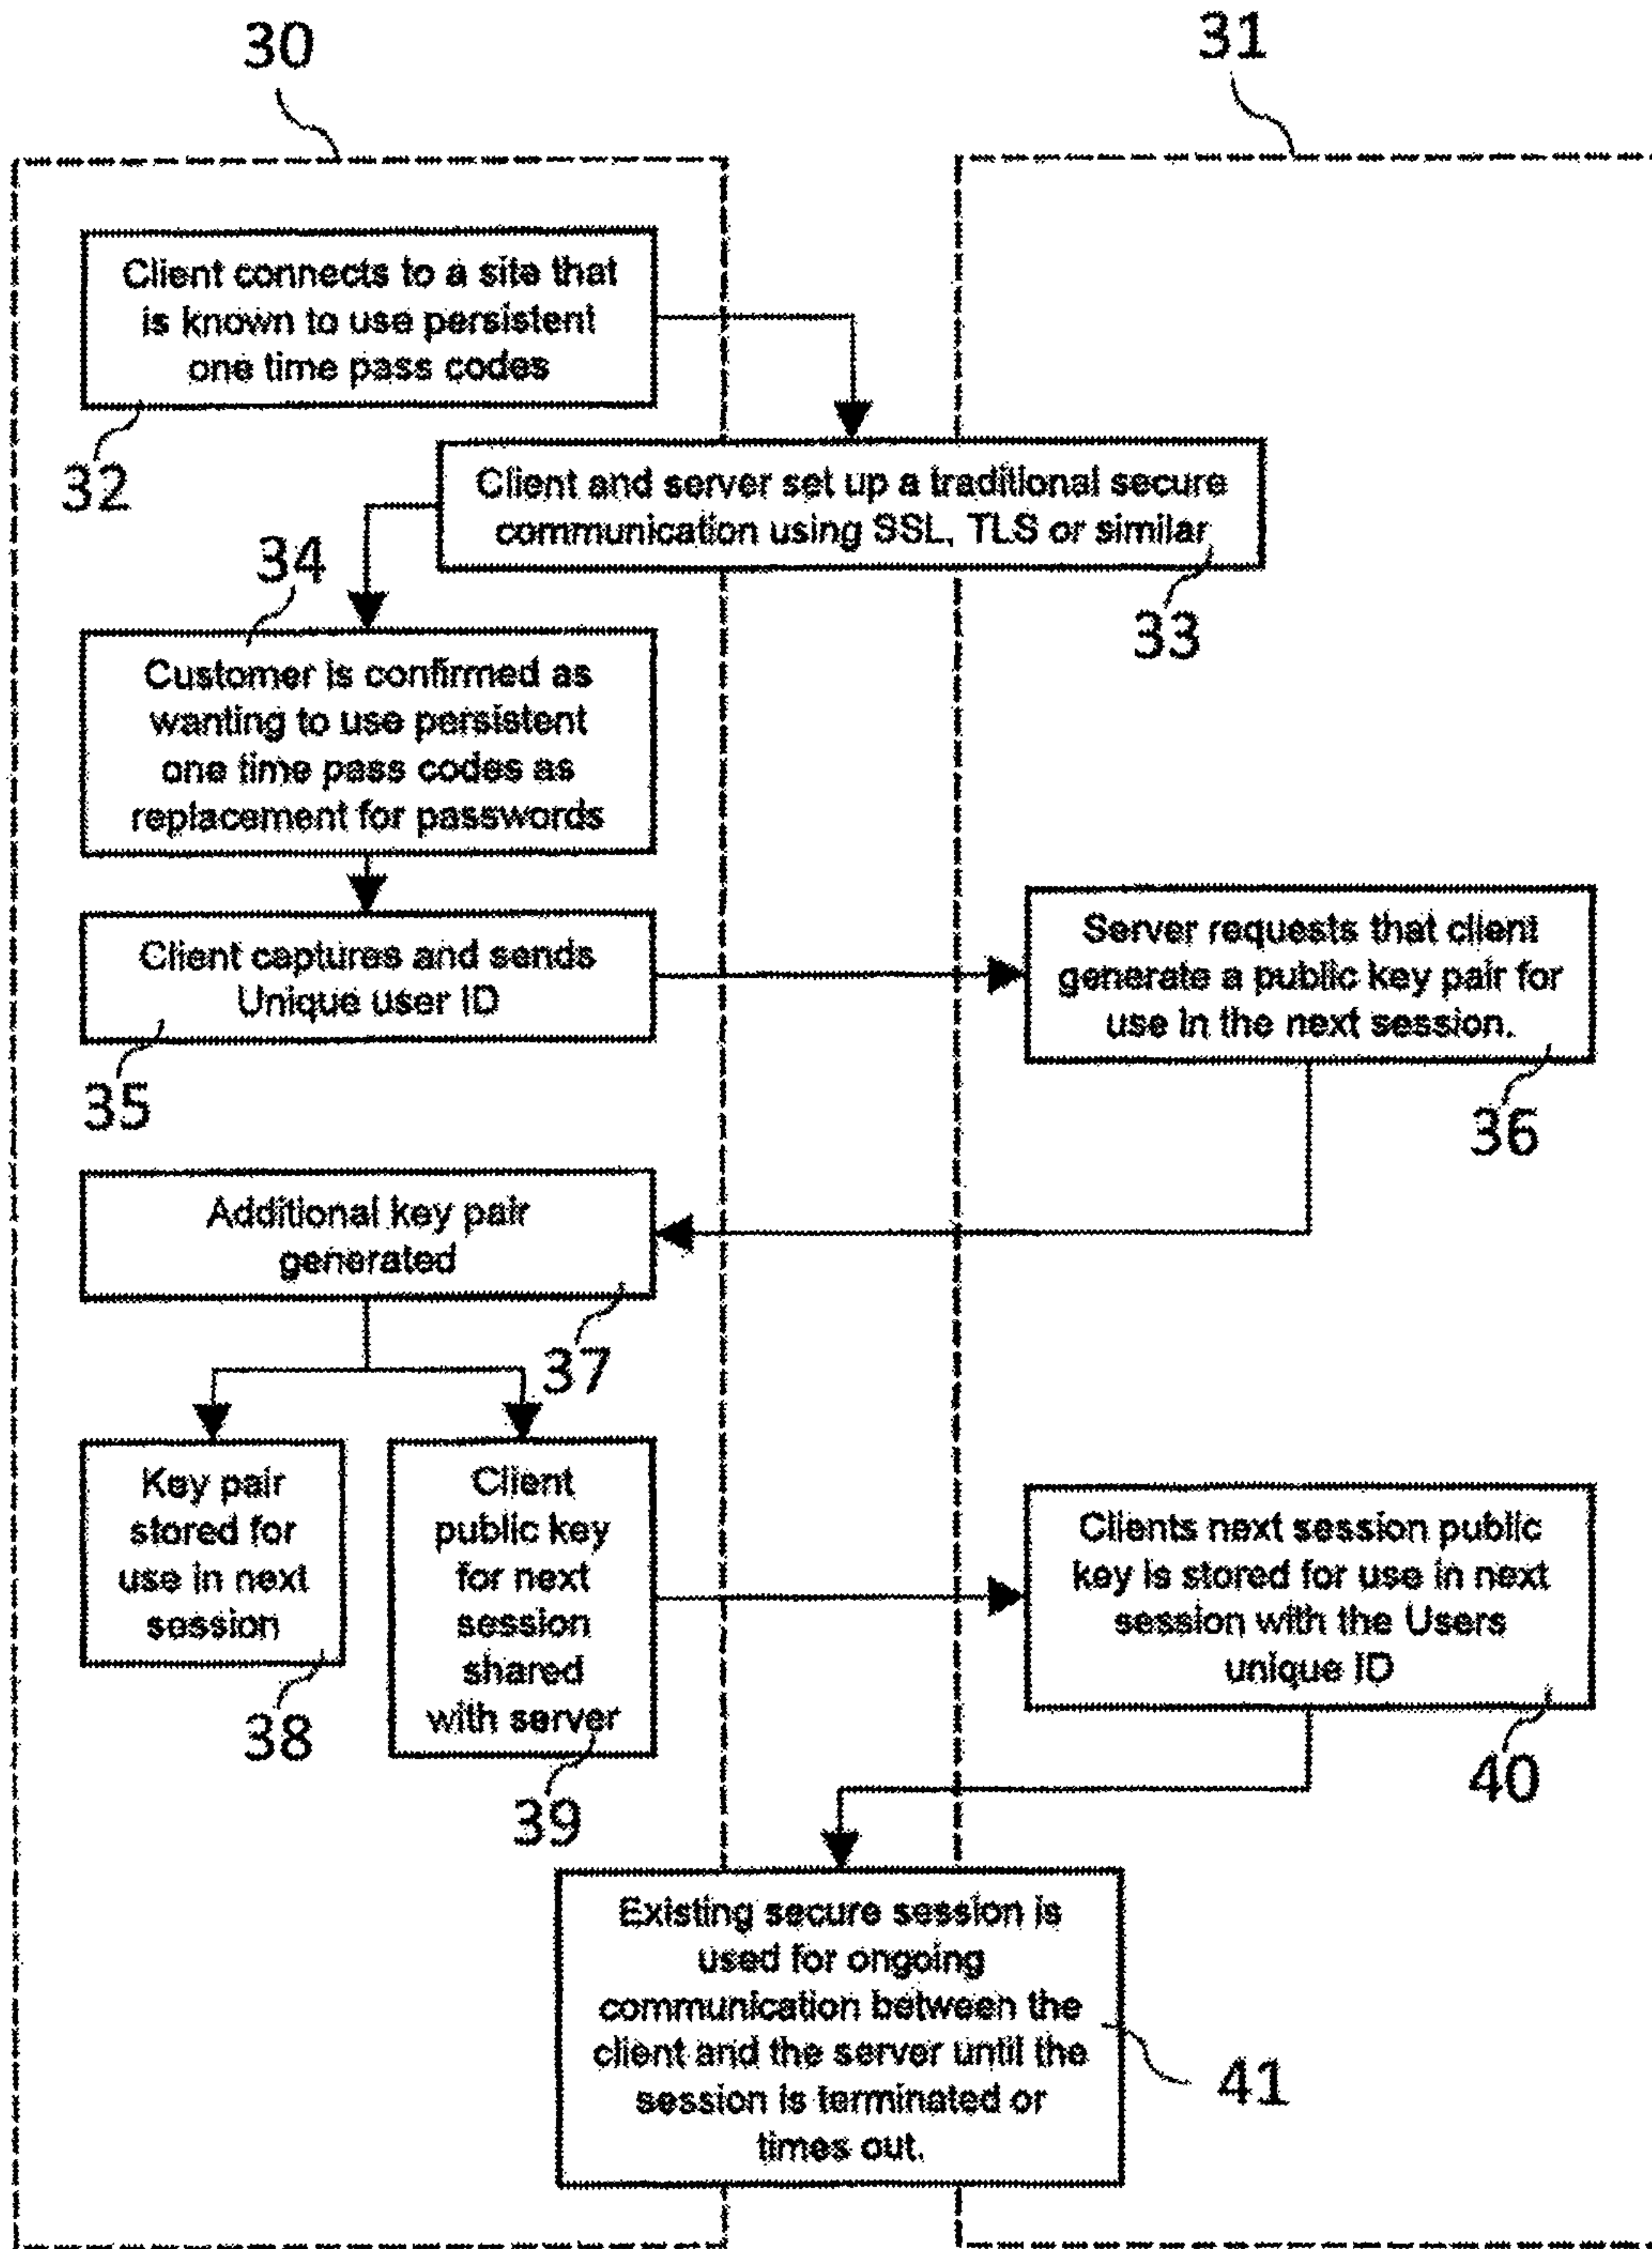 30
31
Client connects to a site that
is known to use persistent
one time pass codes
32
Client and server set up a traditional secure
communication using SSL, TLS or similar
33
34
Customer is confirmed as
wanting to use persistent
one time pass codes as
replacement for passwords
Client captures and sends
Unique user ID
35
Server requests that client
generate a public key pair for
use in the next session.
36
Additional key pair
generated
37
Key pair
stored for
use in next
session
38
Client
public key
for next
session
shared
with server
39
Clients next session public
key is stored for use in next
session with the Users
unique ID
40
Existing secure session is
used for ongoing
communication between the
client and the server until the
session is terminated or
times out.
41